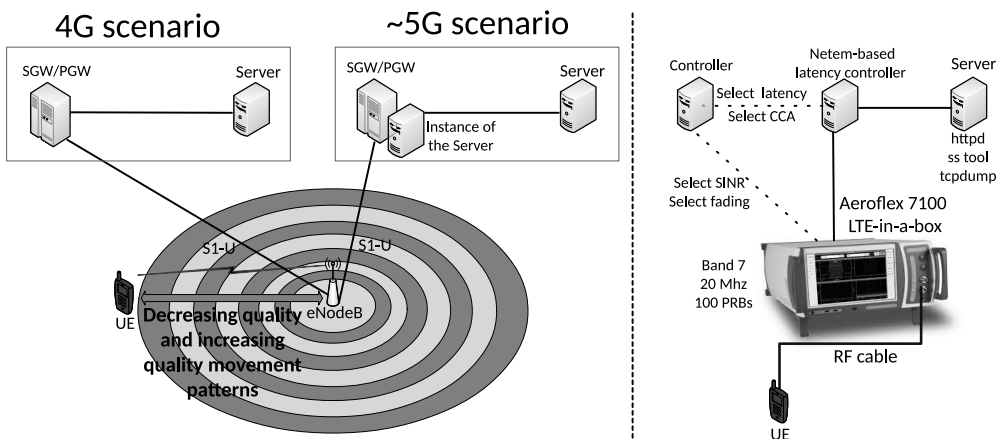 4G scenario
SGW/PGW
Server
~5G scenario
SGW/PGW
Server
Instance of
the Server
S1-U
S1-U
UE
eNodeB
Decreasing quality
and increasing
quality movement
patterns
Controller
Netem-based
latency controller
Server
Select latency
Select CCA
httpd
ss tool
tcpdump
Select SINR
Select fading
Aeroflex 7100
LTE-in-a-box
Band 7
20 Mhz
100 PRBs
RF cable
UE